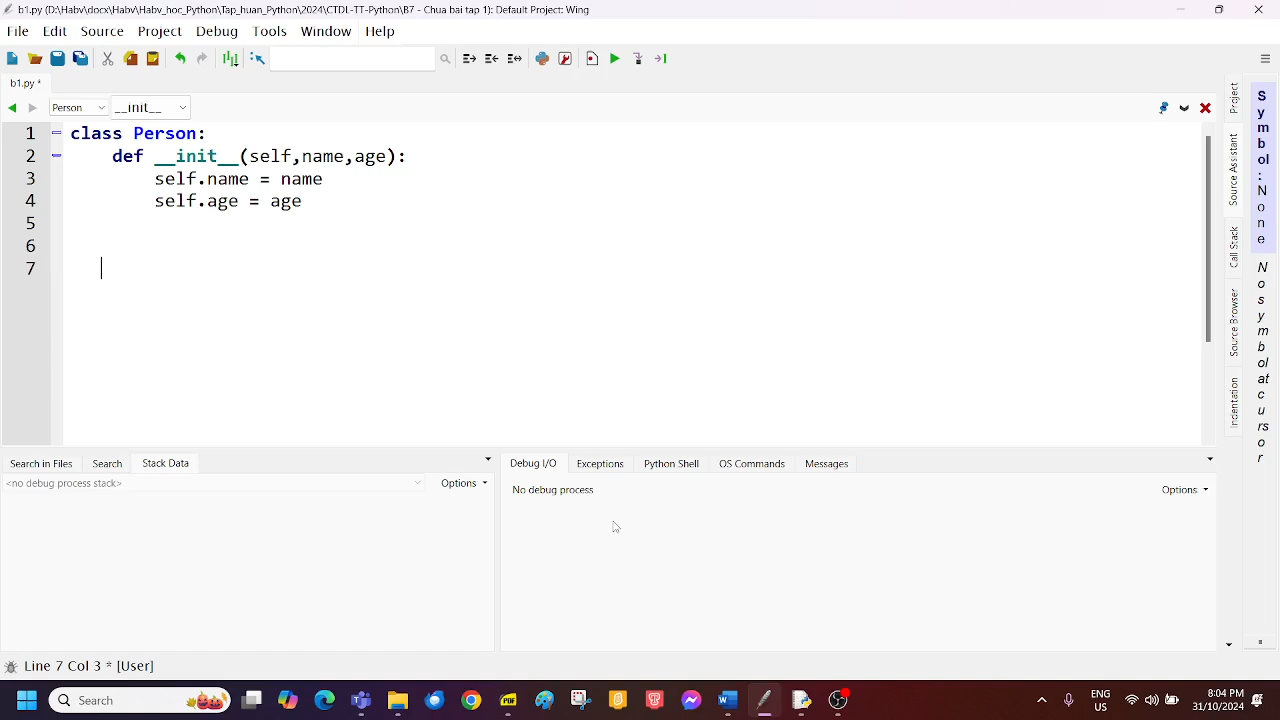 b1.py (D:\Habv\docx\Habv\Habv_hoc_Python\Tap_huan_Python\2024\CTDL-TT-Python\B7 - Chua bai tap 1): Default Project: Wing
File Edit Source Project Debug Tools Window Help
b1.py *
Person __init__
1 class Person:
2 def __init__(self,name,age):
3 self.name = name
4 self.age = age
5
6
7
Project
Source Assistant
Call Stack
Source Browser
Indentation
Symbol: None
No symbol at cursor
Search in Files Search Stack Data
<no debug process stack> Options
Debug I/O Exceptions Python Shell OS Commands Messages
No debug process Options
Line 7 Col 3 * [User]
Search
PDF
ENG
US
8:04 PM
31/10/2024